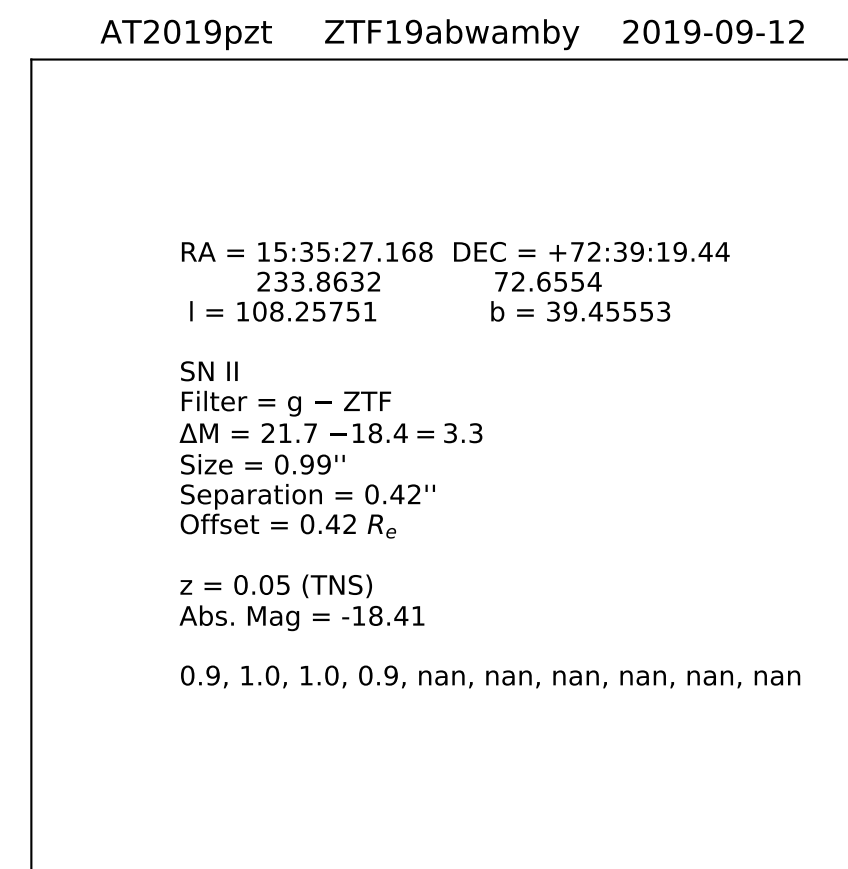 AT2019pzt ZTF19abwamby 2019-09-12
RA = 15:35:27.168 DEC = +72:39:19.44
233.8632 72.6554
l = 108.25751 b = 39.45553
SN II
Filter = g − ZTF
ΔM = 21.7 −18.4 = 3.3
Size = 0.99''
Separation = 0.42''
Offset = 0.42 Re
z = 0.05 (TNS)
Abs. Mag = -18.41
0.9, 1.0, 1.0, 0.9, nan, nan, nan, nan, nan, nan